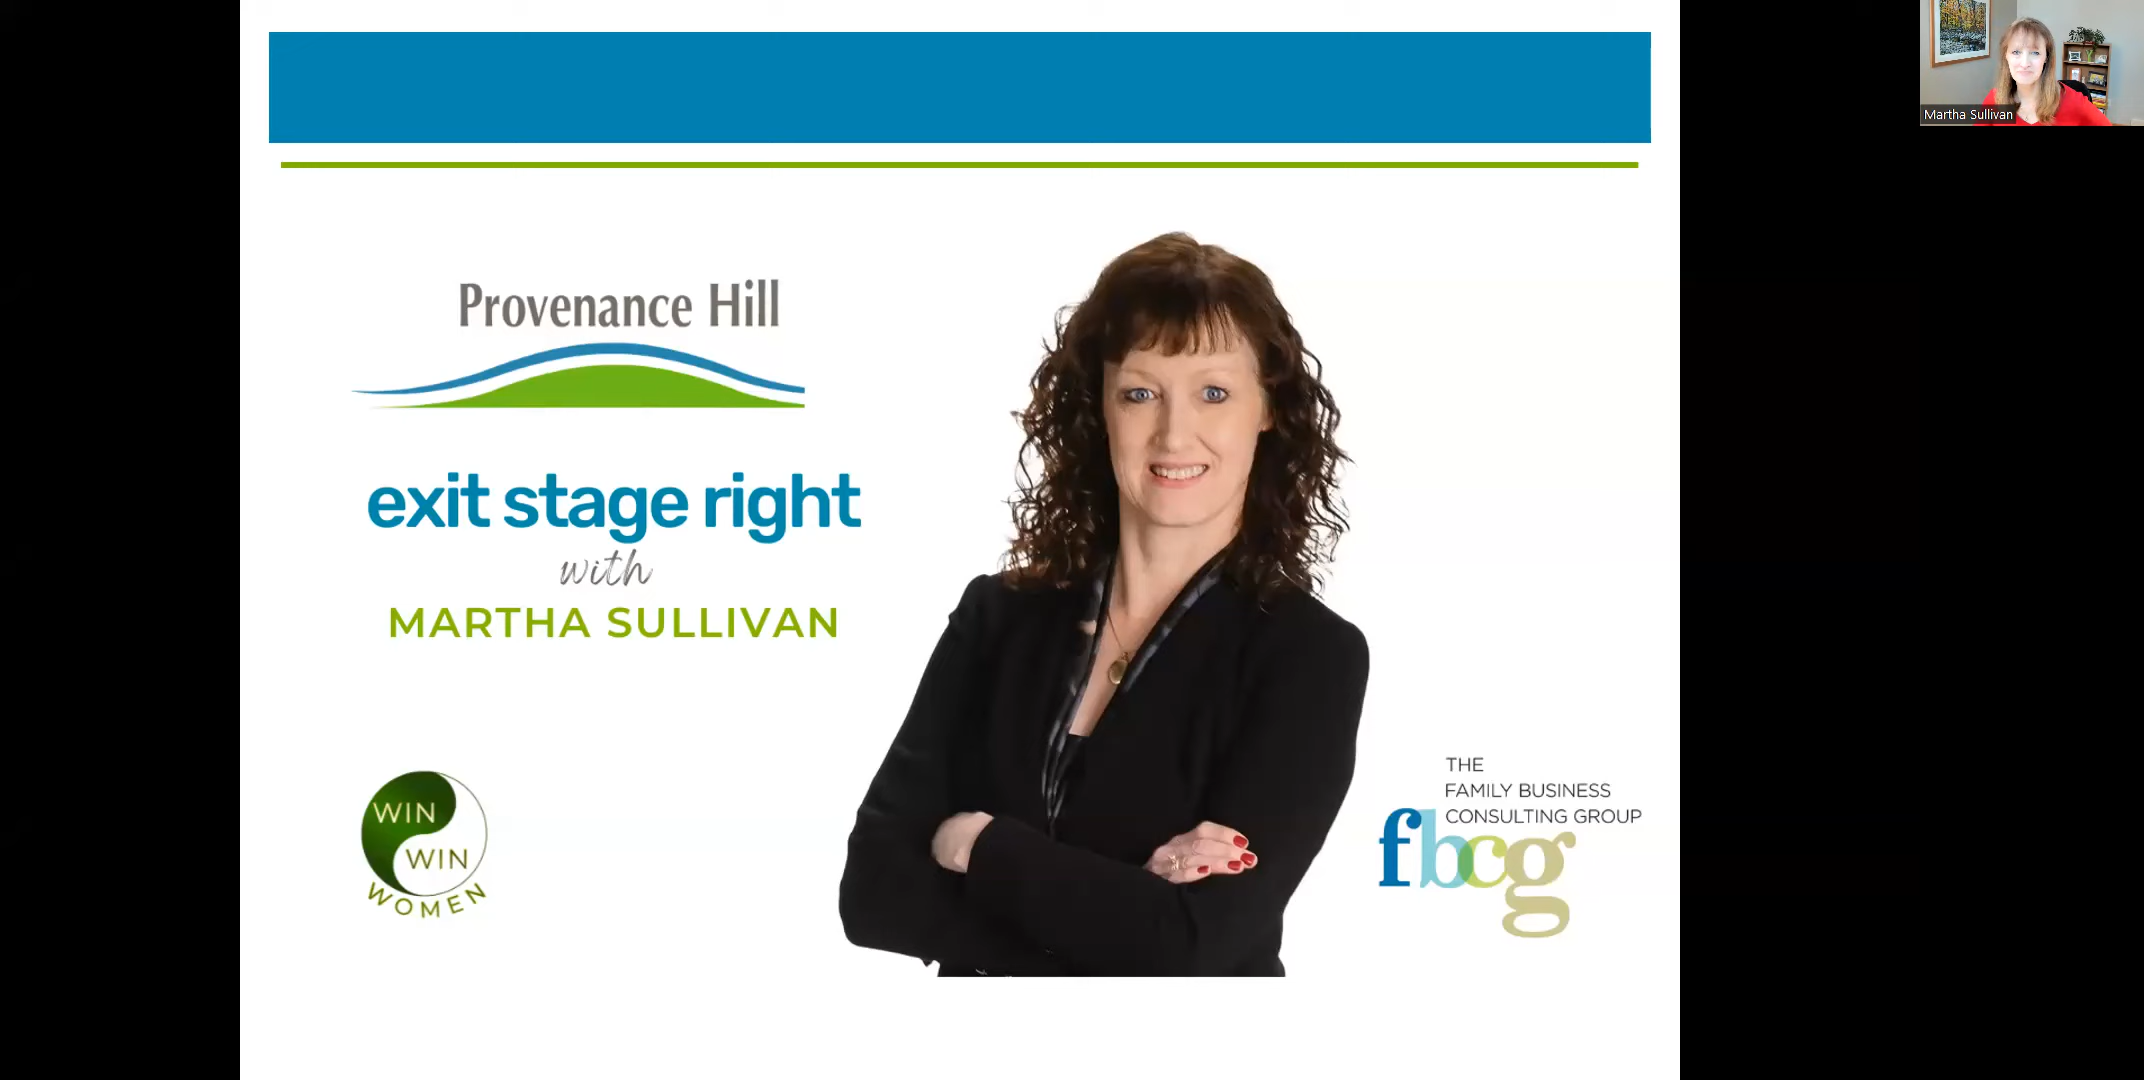 Martha Sullivan
Provenance Hill
exit stage right
with
MARTHA SULLIVAN
WIN
WIN
WOMEN
THE
FAMILY BUSINESS
CONSULTING GROUP
fbcg